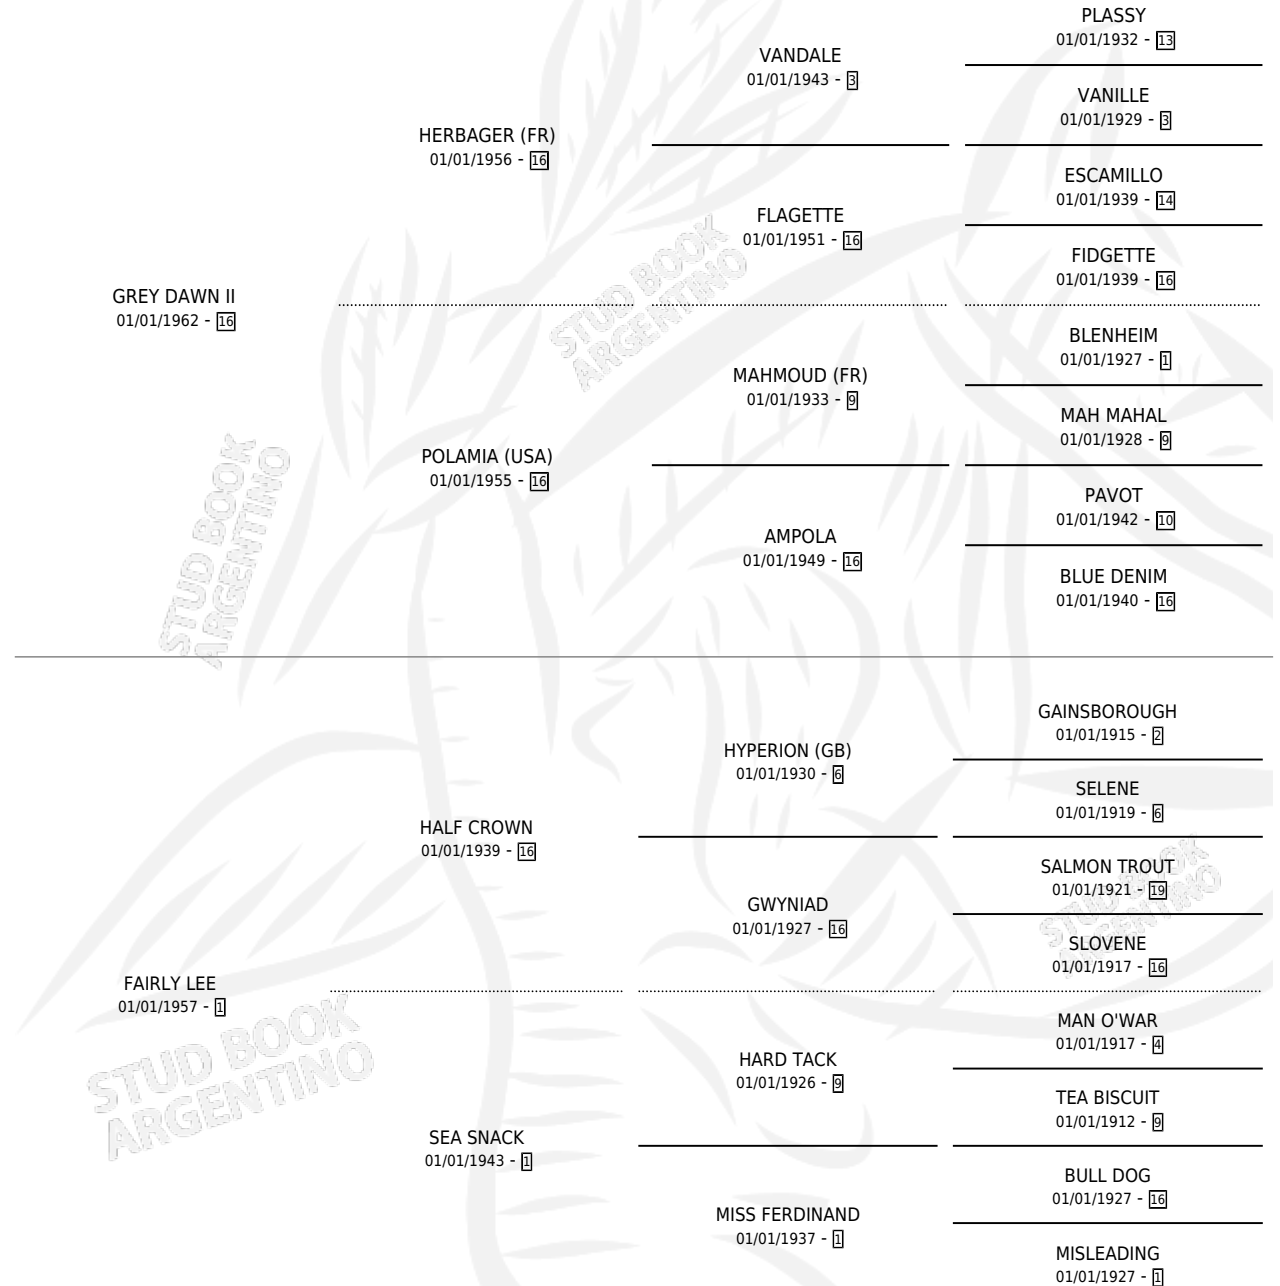 PLASSY
01/01/1932 - 13
VANDALE
01/01/1943 - 3
VANILLE
01/01/1929 - 3
HERBAGER (FR)
01/01/1956 - 16
ESCAMILLO
01/01/1939 - 14
FLAGETTE
01/01/1951 - 16
FIDGETTE
01/01/1939 - 16
GREY DAWN II
01/01/1962 - 16
BLENHEIM
01/01/1927 - 1
MAHMOUD (FR)
01/01/1933 - 9
MAH MAHAL
01/01/1928 - 9
POLAMIA (USA)
01/01/1955 - 16
PAVOT
01/01/1942 - 10
AMPOLA
01/01/1949 - 16
BLUE DENIM
01/01/1940 - 16
GAINSBOROUGH
01/01/1915 - 2
HYPERION (GB)
01/01/1930 - 6
SELENE
01/01/1919 - 6
HALF CROWN
01/01/1939 - 16
SALMON TROUT
01/01/1921 - 19
GWYNIAD
01/01/1927 - 16
SLOVENE
01/01/1917 - 16
FAIRLY LEE
01/01/1957 - 1
MAN O'WAR
01/01/1917 - 4
HARD TACK
01/01/1926 - 9
TEA BISCUIT
01/01/1912 - 9
SEA SNACK
01/01/1943 - 1
BULL DOG
01/01/1927 - 16
MISS FERDINAND
01/01/1937 - 1
MISLEADING
01/01/1927 - 1
STUD BOOK
ARGENTINO
STUD BOOK
ARGENTINO
STUD BOOK
ARGENTINO
STUD BOOK
ARGENTINO